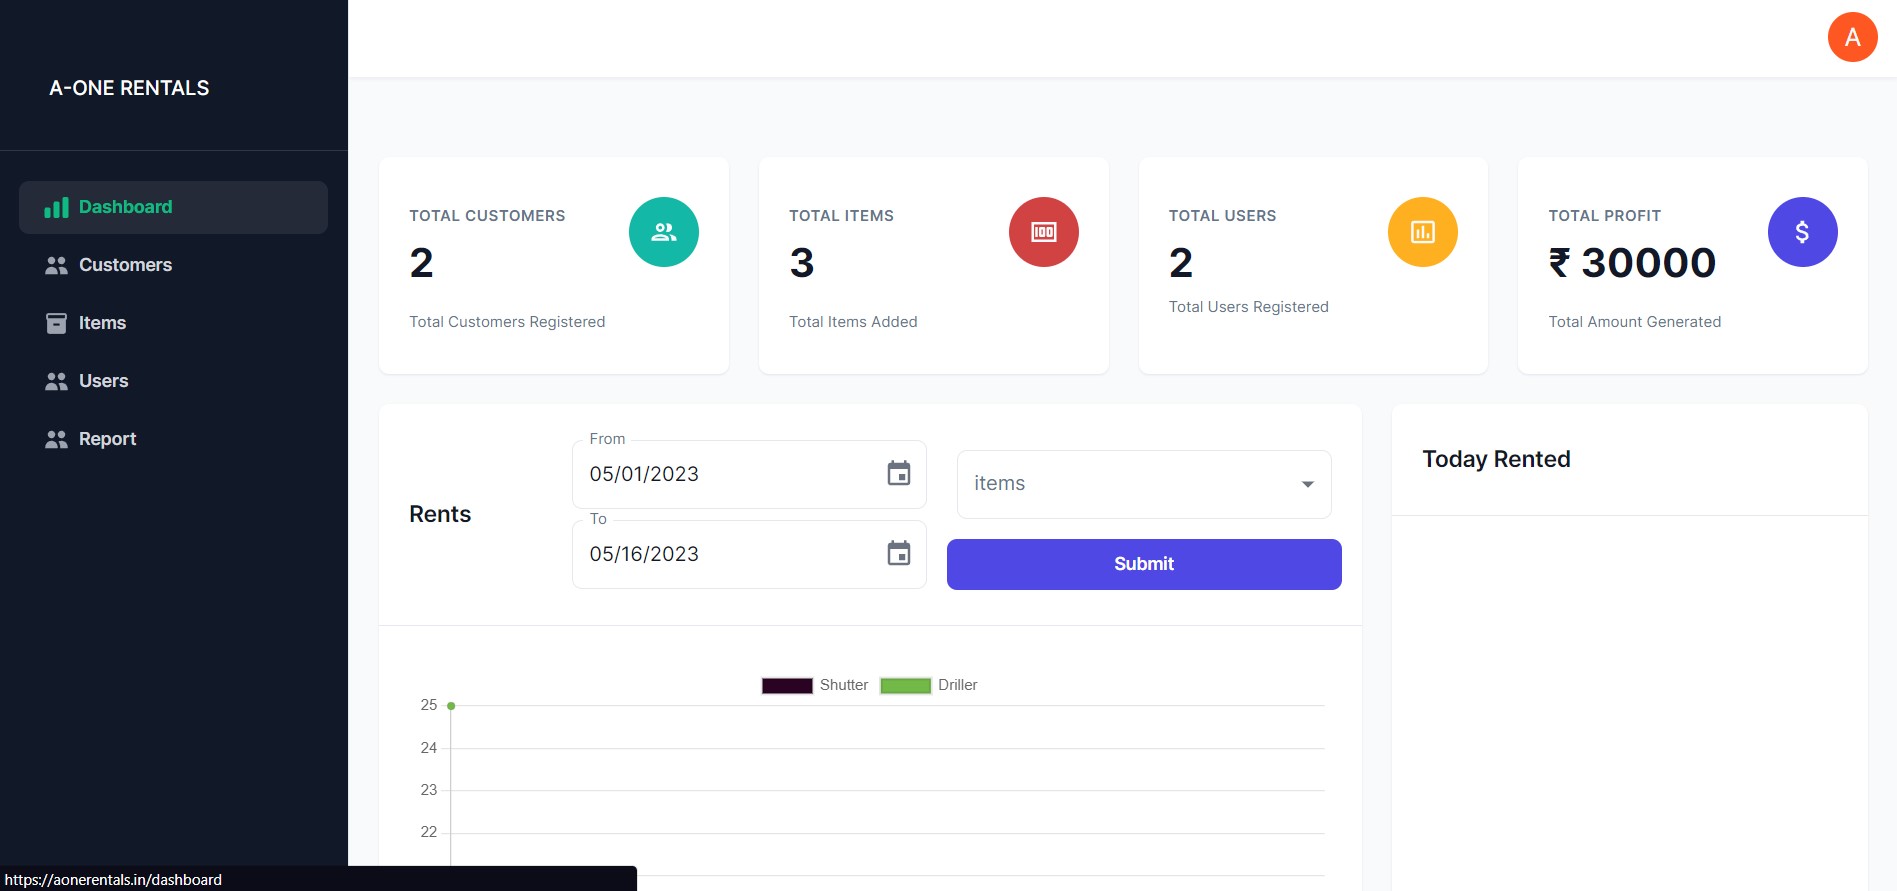 A-ONE RENTALS
Dashboard
Customers
Items
Users
Report
A
TOTAL CUSTOMERS
2
Total Customers Registered
TOTAL ITEMS
3
Total Items Added
TOTAL USERS
2
Total Users Registered
TOTAL PROFIT
₹ 30000
Total Amount Generated
100
$
Rents
From
05/01/2023
To
05/16/2023
items
Submit
Today Rented
Shutter Driller
25
24
23
22
https://aonerentals.in/dashboard